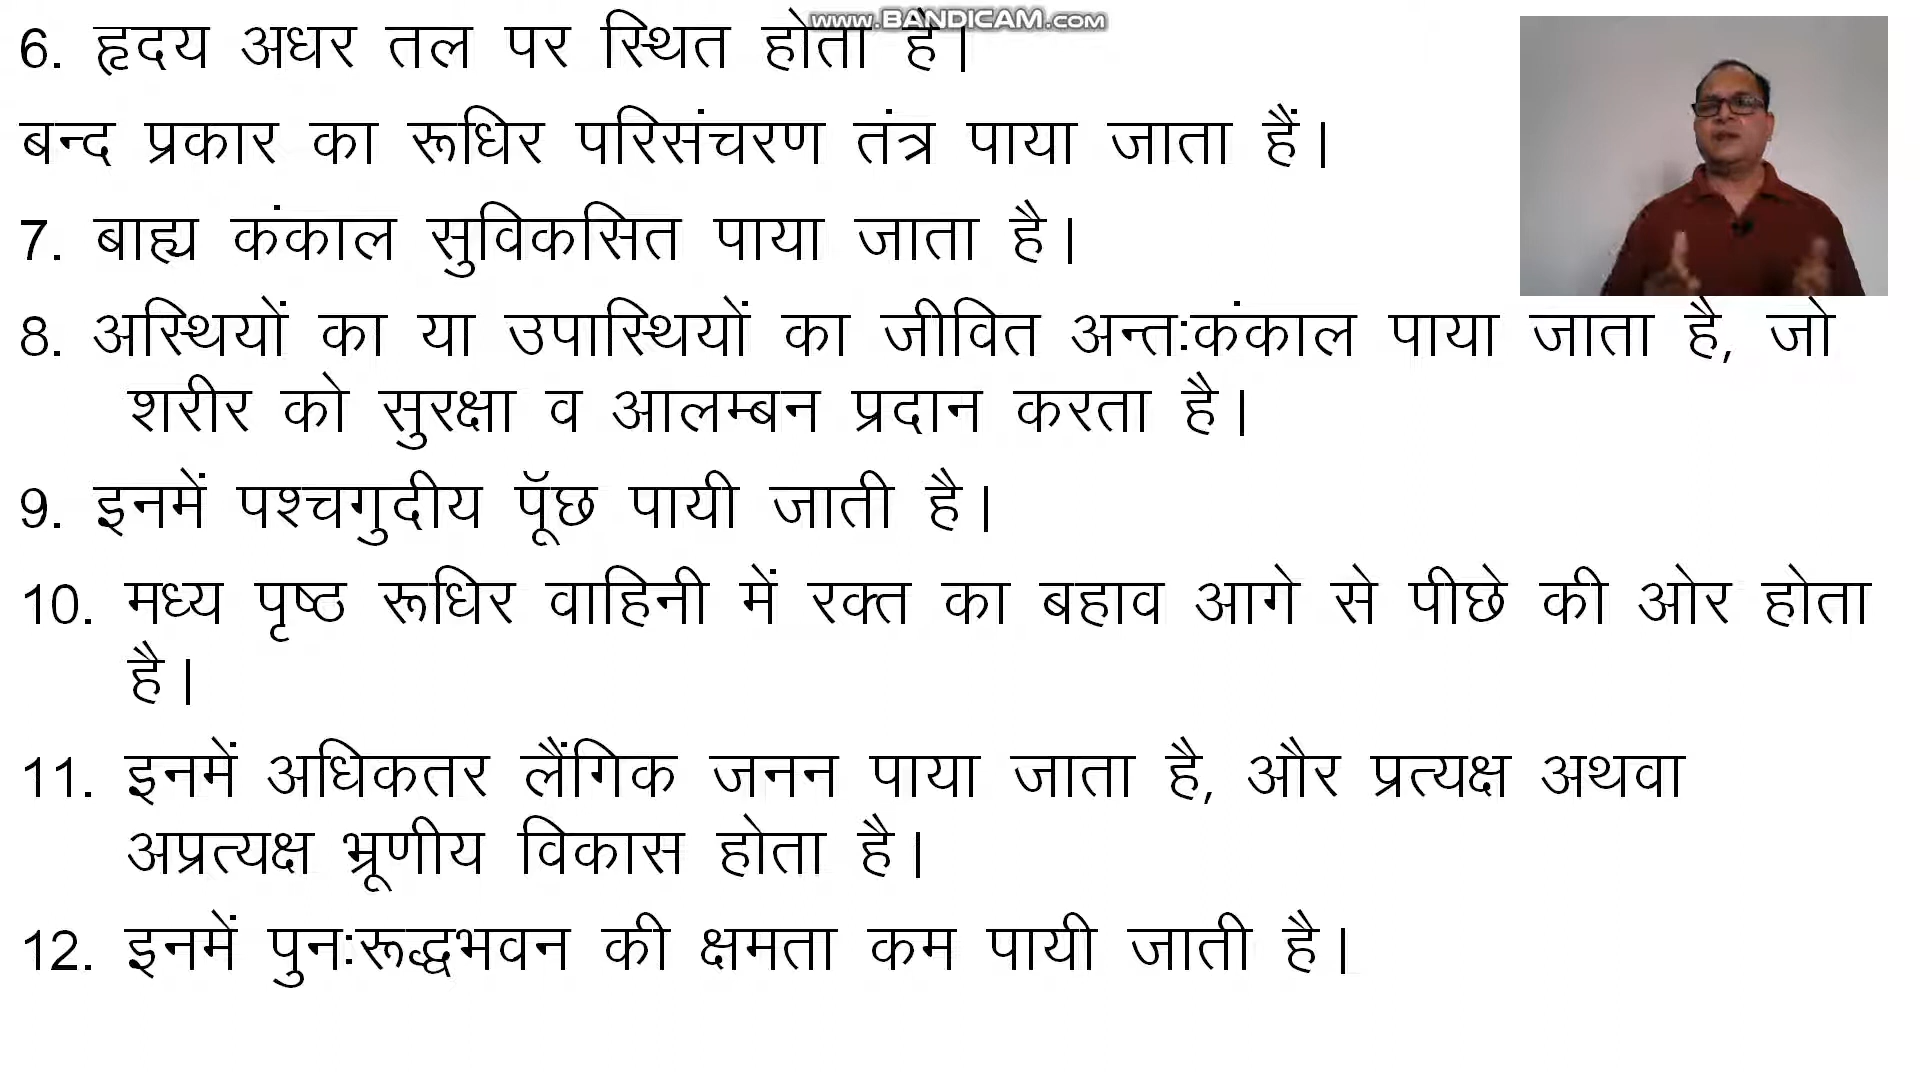 www.BANDICAM.com
6. हृदय अधर तल पर स्थित होता है।
बन्द प्रकार का रूधिर परिसंचरण तंत्र पाया जाता हैं।
7. बाह्य कंकाल सुविकसित पाया जाता है।
8. अस्थियों का या उपास्थियों का जीवित अन्तःकंकाल पाया जाता है, जो
शरीर को सुरक्षा व आलम्बन प्रदान करता है।
9. इनमें पश्चगुदीय पूॅंछ पायी जाती है।
10. मध्य पृष्ठ रूधिर वाहिनी में रक्त का बहाव आगे से पीछे की ओर होता
है।
11. इनमें अधिकतर लैंगिक जनन पाया जाता है, और प्रत्यक्ष अथवा
अप्रत्यक्ष भ्रूणीय विकास होता है।
12. इनमें पुनःरूद्धभवन की क्षमता कम पायी जाती है।